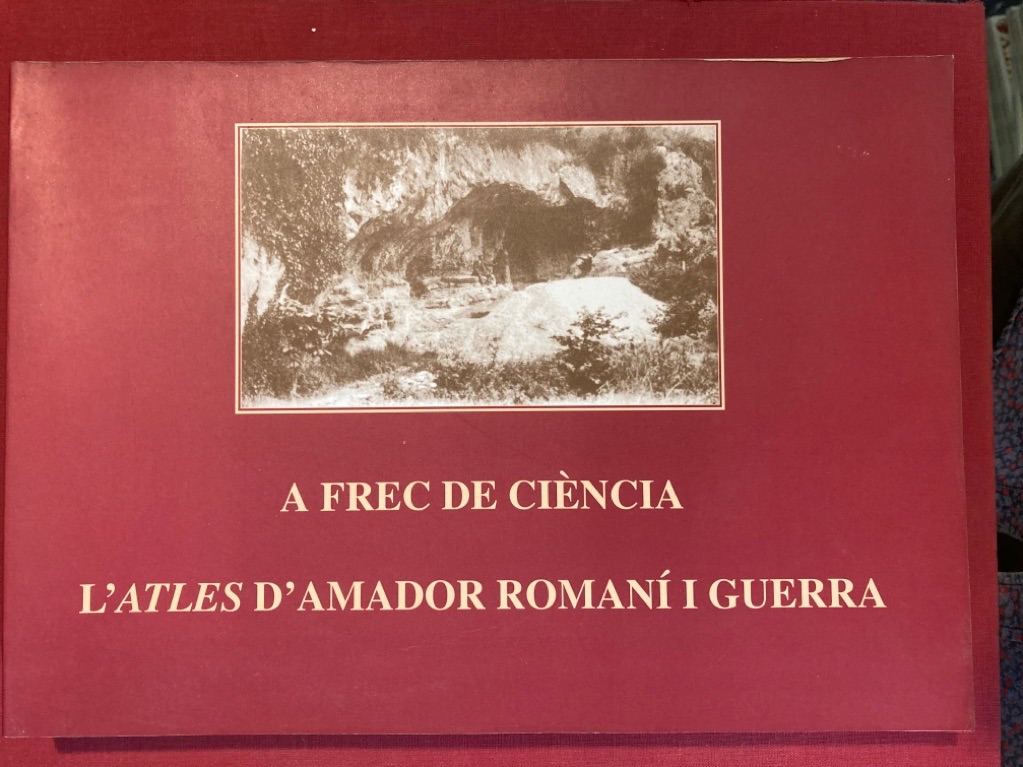 A FREC DE CIÈNCIA
L'ATLES D'AMADOR ROMANÍ I GUERRA